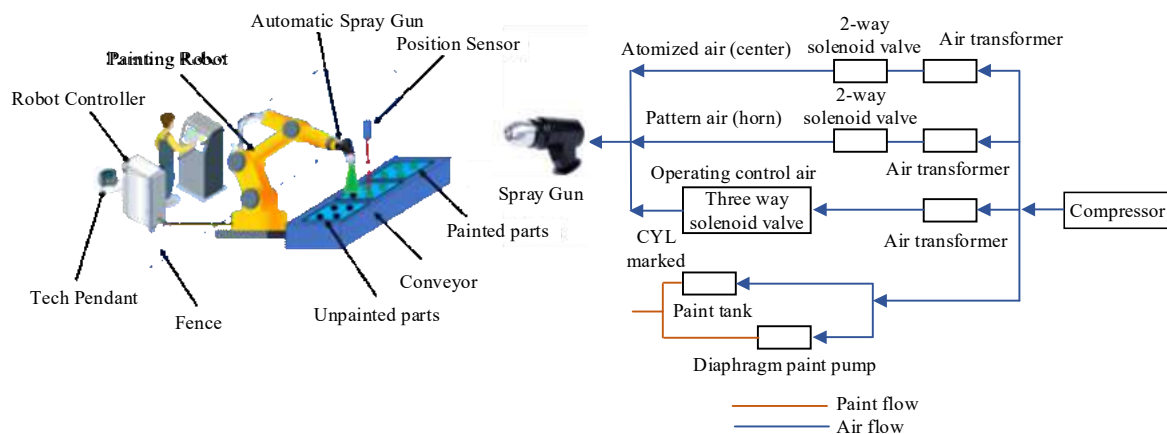 Automatic Spray Gun
Position Sensor
Painting Robot
Robot Controller
Painted parts
Conveyor
Unpainted parts
Tech Pendant
Fence
2-way
solenoid valve
Air transformer
Atomized air (center)
2-way
solenoid valve
Pattern air (horn)
Air transformer
Spray Gun
Operating control air
Three way
solenoid valve
Air transformer
Compressor
CYL
marked
Paint tank
Diaphragm paint pump
Paint flow
Air flow